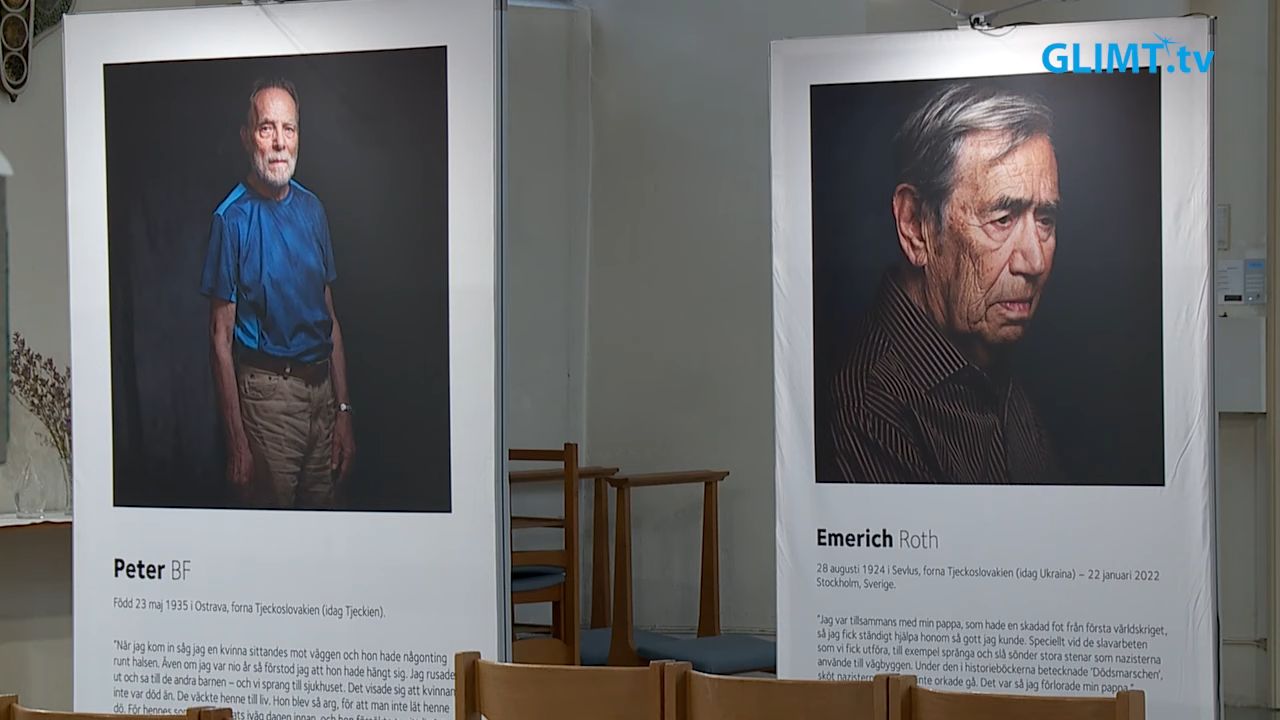 GLIMT.tv
Peter BF
Född 23 maj 1935 i Ostrava, forna Tjeckoslovakien (idag Tjeckien).
"När jag kom in såg jag en kvinna sittandes mot väggen och hon hade någonting
runt halsen. Även om jag var nio år så förstod jag att hon hade hängt sig. Jag rusade
ut och sa till de andra barnen – och vi sprang till sjukhuset. Det visade sig att kvinnan
inte var död än. De väckte henne till liv. Hon blev så arg, för att man inte lät henne
dö. För hennes
Emerich Roth
28 augusti 1924 i Sevlus, forna Tjeckoslovakien (idag Ukraina) – 22 januari 2022
Stockholm, Sverige.
"Jag var tillsammans med min pappa, som hade en skadad fot från första världskriget,
så jag fick ständigt hjälpa honom så gott jag kunde. Speciellt vid de slavarbeten
som vi fick utföra, till exempel spränga och slå sönder stora stenar som nazisterna
använde till vägbyggen. Under den i historieböckerna betecknade 'Dödsmarschen',
sköt orkade gå. Det var så jag förlorade min pappa."